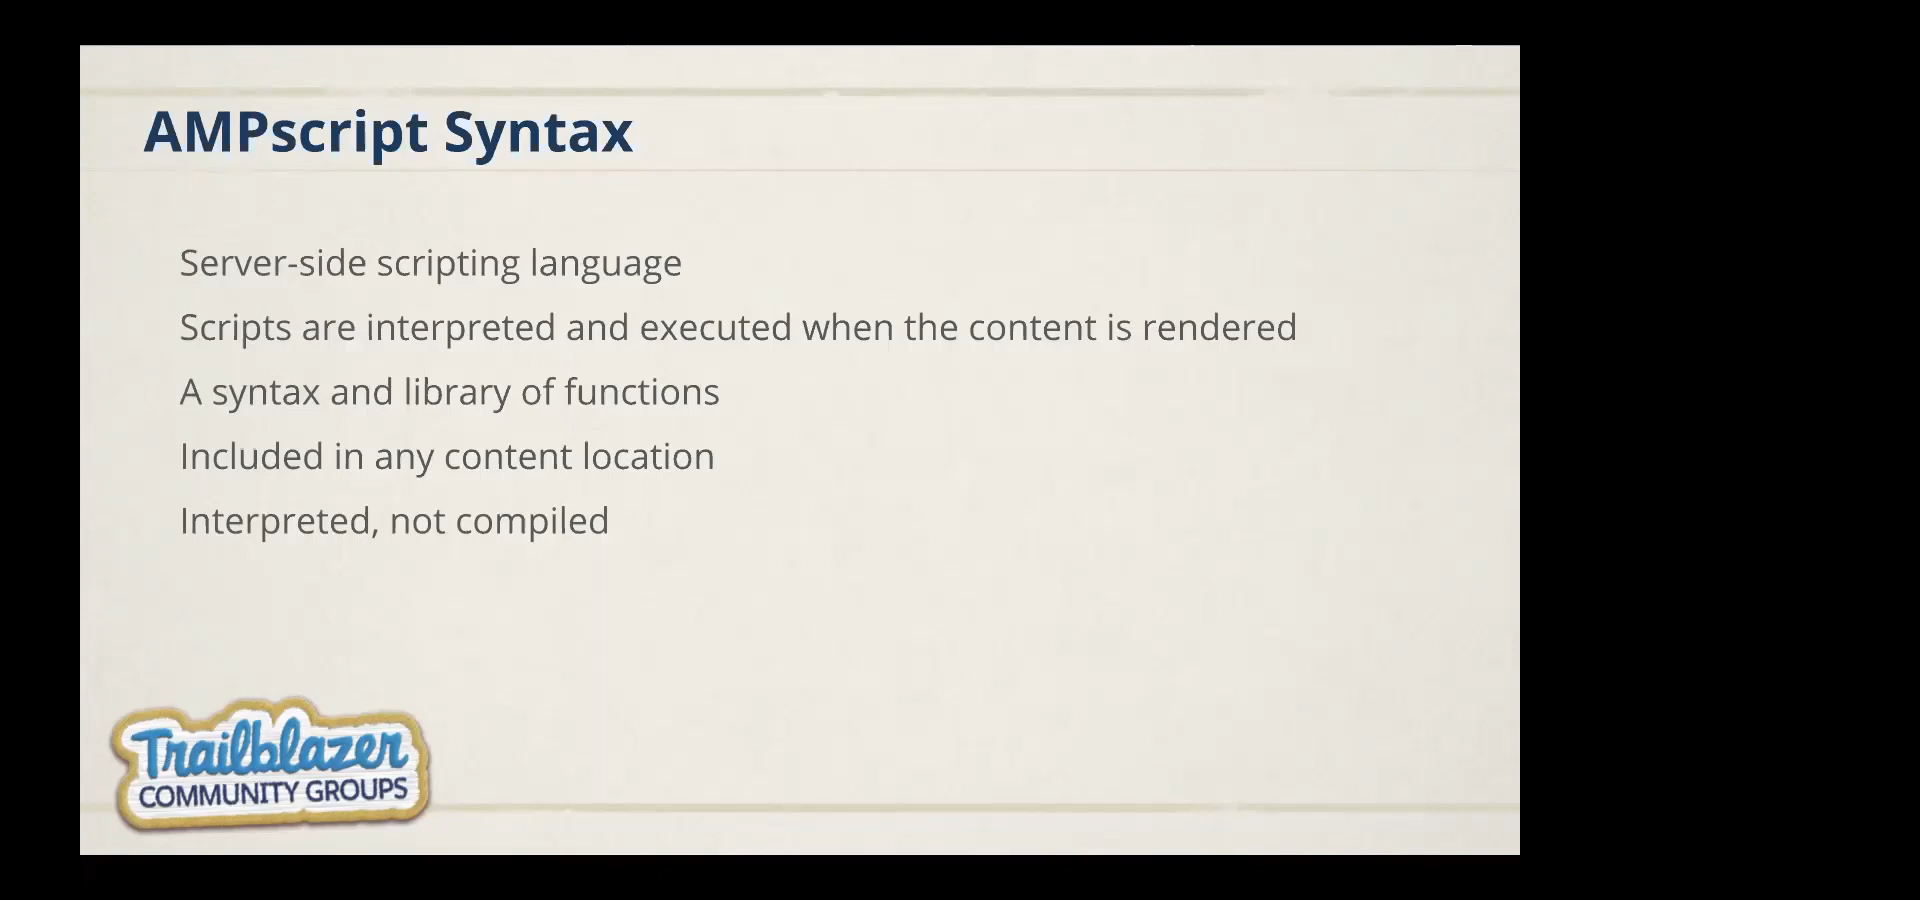 AMPscript Syntax
Server-side scripting language
Scripts are interpreted and executed when the content is rendered
A syntax and library of functions
Included in any content location
Interpreted, not compiled
Trailblazer
COMMUNITY GROUPS